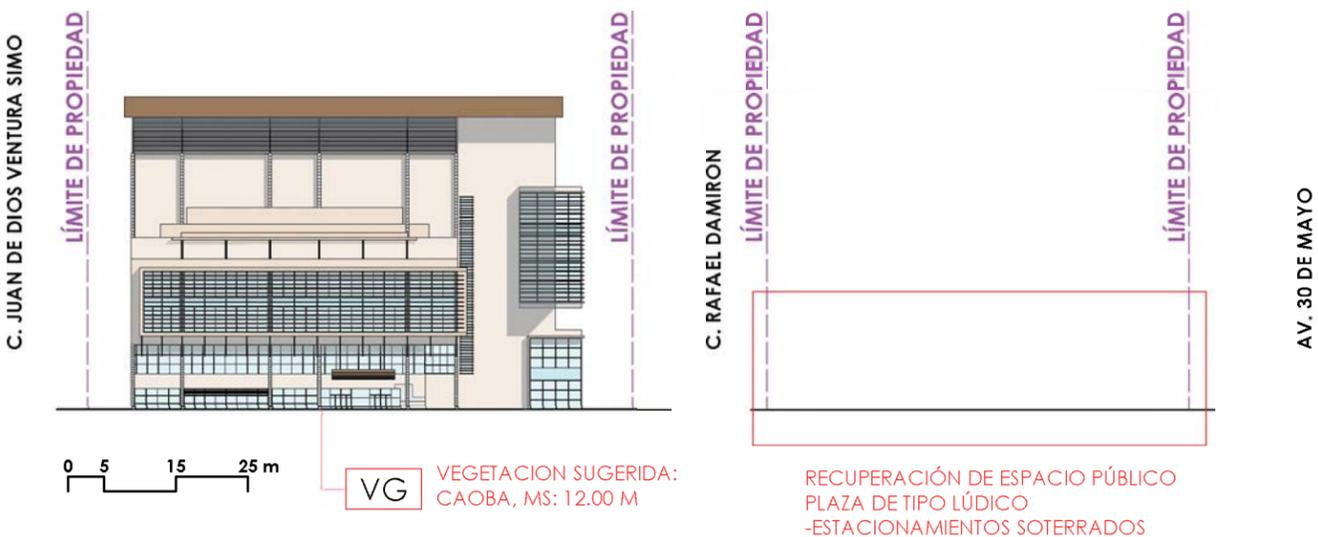 C. JUAN DE DIOS VENTURA SIMO
LÍMITE DE PROPIEDAD
LÍMITE DE PROPIEDAD
C. RAFAEL DAMIRON
LÍMITE DE PROPIEDAD
LÍMITE DE PROPIEDAD
AV. 30 DE MAYO
0 5 15 25 m
VG
VEGETACION SUGERIDA:
CAOBA, MS: 12.00 M
RECUPERACIÓN DE ESPACIO PÚBLICO
PLAZA DE TIPO LÚDICO
-ESTACIONAMIENTOS SOTERRADOS